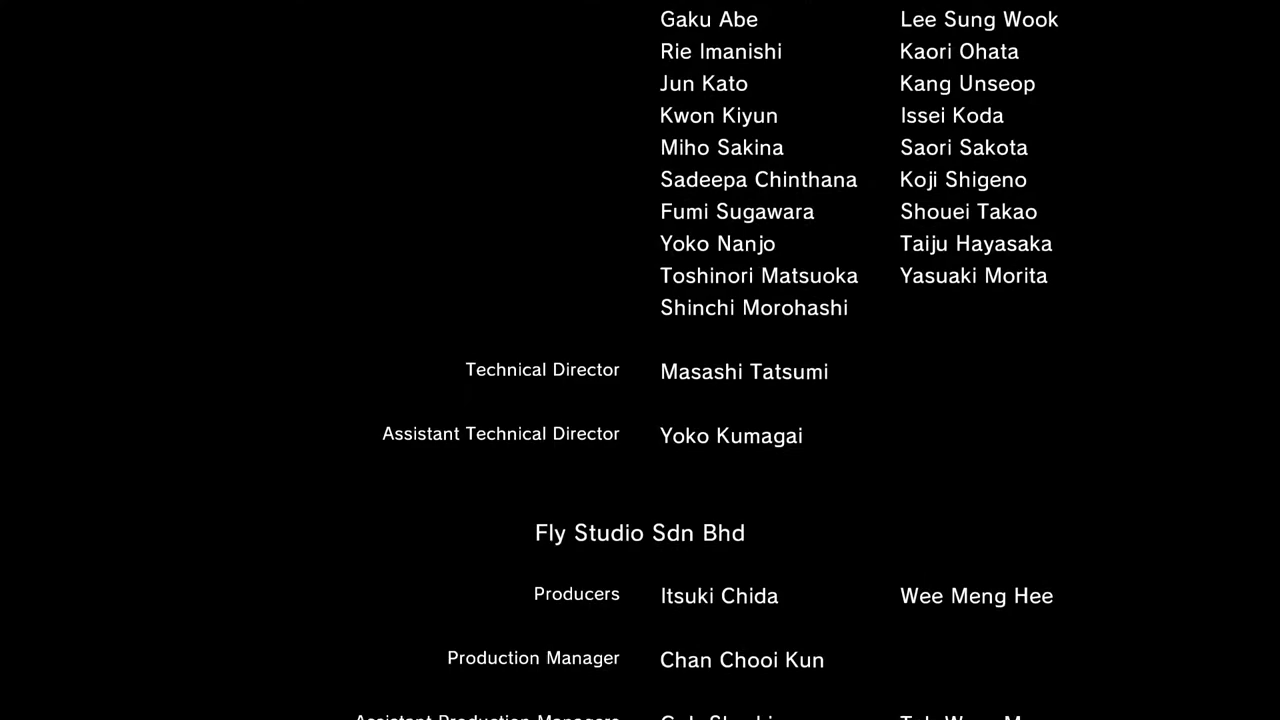 Gaku Abe Lee Sung Wook
Rie Imanishi Kaori Ohata
Jun Kato Kang Unseop
Kwon Kiyun Issei Koda
Miho Sakina Saori Sakota
Sadeepa Chinthana Koji Shigeno
Fumi Sugawara Shouei Takao
Yoko Nanjo Taiju Hayasaka
Toshinori Matsuoka Yasuaki Morita
Shinchi Morohashi
Technical Director Masashi Tatsumi
Assistant Technical Director Yoko Kumagai
Fly Studio Sdn Bhd
Producers Itsuki Chida Wee Meng Hee
Production Manager Chan Chooi Kun
Assistant Production Managers